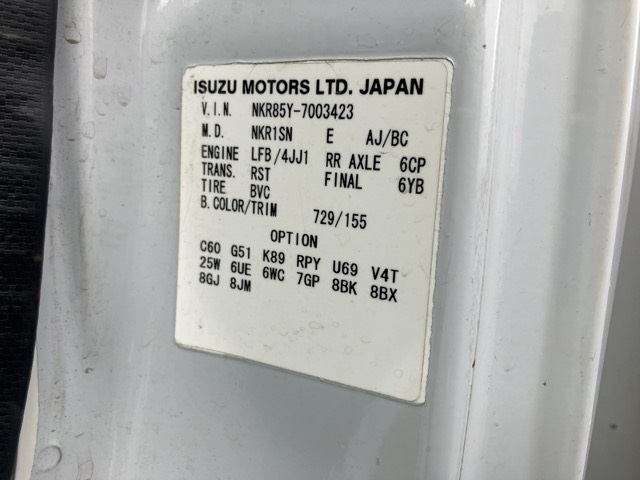 ISUZU MOTORS LTD. JAPAN
V.I.N. NKR85Y-7003423
M.D. NKR1SN E AJ/BC
ENGINE LFB/4JJ1 RR AXLE 6CP
TRANS. RST FINAL 6YB
TIRE BVC
B.COLOR/TRIM 729/155
OPTION
C60 G51 K89 RPY U69 V4T
25W 6UE 6WC 7GP 8BK 8BX
8GJ 8JM